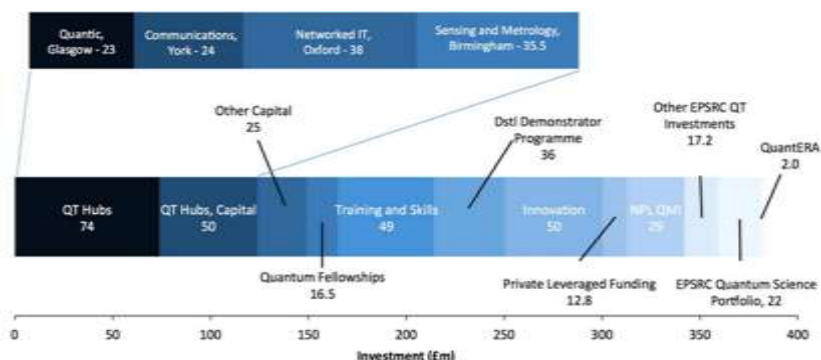 Quantic,
Glasgow - 23
Communications,
York - 24
Networked IT,
Oxford - 38
Sensing and Metrology,
Birmingham - 35.5
Other Capital
25
Dstl Demonstrator
Programme
36
Other EPSRC QT
Investments
17.2
QuantERA
2.0
QT Hubs
74
QT Hubs, Capital
50
Training and Skills
49
Innovation
50
NPL QMI
29
Quantum Fellowships
16.5
Private Leveraged Funding
12.8
EPSRC Quantum Science
Portfolio, 22
0 50 100 150 200 250 300 350 400
Investment (£m)